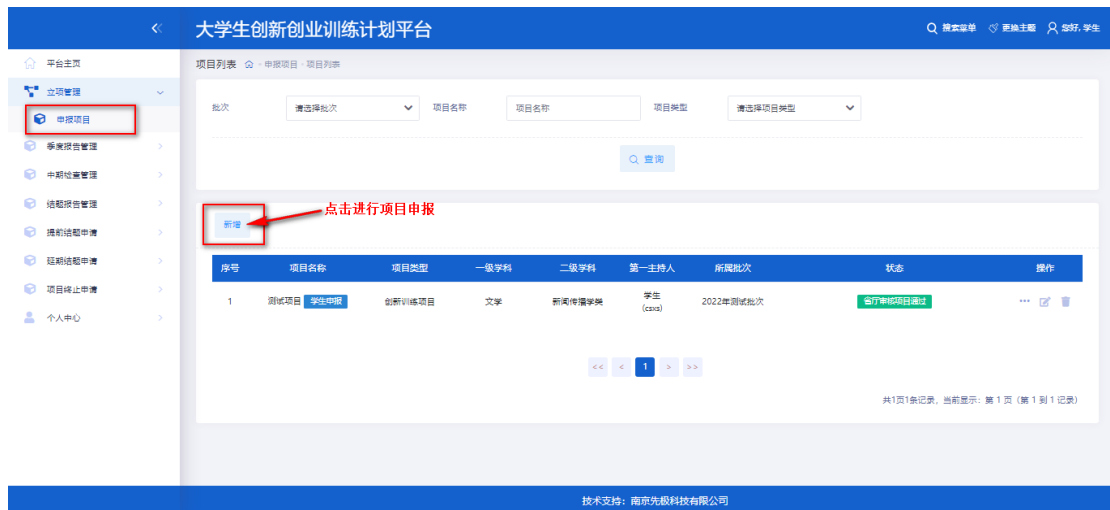 大学生创新创业训练计划平台
搜索菜单 更换主题 您好, 学生
平台主页
立项管理
申报项目
季度报告管理
中期检查管理
结题报告管理
提前结题申请
延期结题申请
项目终止申请
个人中心
项目列表 - 申报项目 - 项目列表
批次 请选择批次 项目名称 项目名称 项目类型 请选择项目类型
查询
点击进行项目申报
新增
序号 项目名称 项目类型 一级学科 二级学科 第一主持人 所属批次 状态 操作
1 测试项目 学生申报 创新训练项目 文学 新闻传播学类 学生 (csxs) 2022年测试批次 省厅审核项目通过 ...
<< < 1 > >>
共1页1条记录, 当前显示: 第 1 页 (第 1 到 1 记录)
技术支持: 南京先极科技有限公司